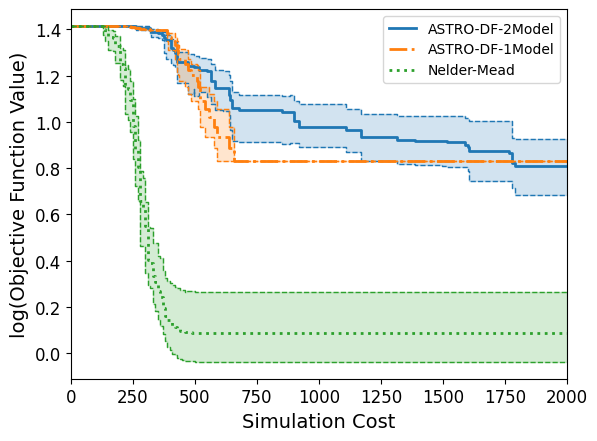 ASTRO-DF-2Model
ASTRO-DF-1Model
Nelder-Mead
log(Objective Function Value)
1.4
1.2
1.0
0.8
0.6
0.4
0.2
0.0
0 250 500 750 1000 1250 1500 1750 2000
Simulation Cost